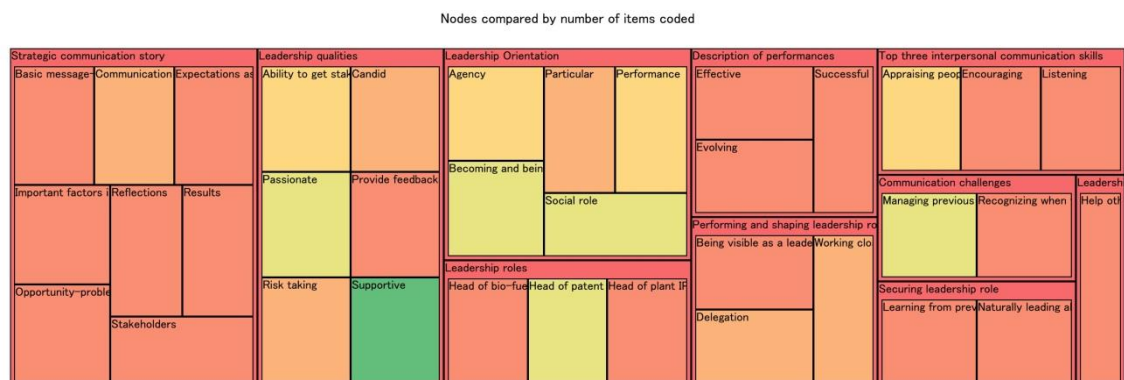 Nodes compared by number of items coded
Strategic communication story
Basic message-
Communication
Expectations as
Important factors i
Reflections
Results
Opportunity-proble
Stakeholders
Leadership qualities
Ability to get stak
Candid
Passionate
Provide feedback
Risk taking
Supportive
Leadership Orientation
Agency
Particular
Performance
Becoming and bein
Social role
Leadership roles
Head of bio-fue
Head of patent
Head of plant IP
Description of performances
Effective
Successful
Evolving
Performing and shaping leadership ro
Being visible as a leade
Working clo
Delegation
Top three interpersonal communication skills
Appraising peop
Encouraging
Listening
Communication challenges
Managing previous
Recognizing when
Leadershi
Help oth
Securing leadership role
Learning from prev
Naturally leading al